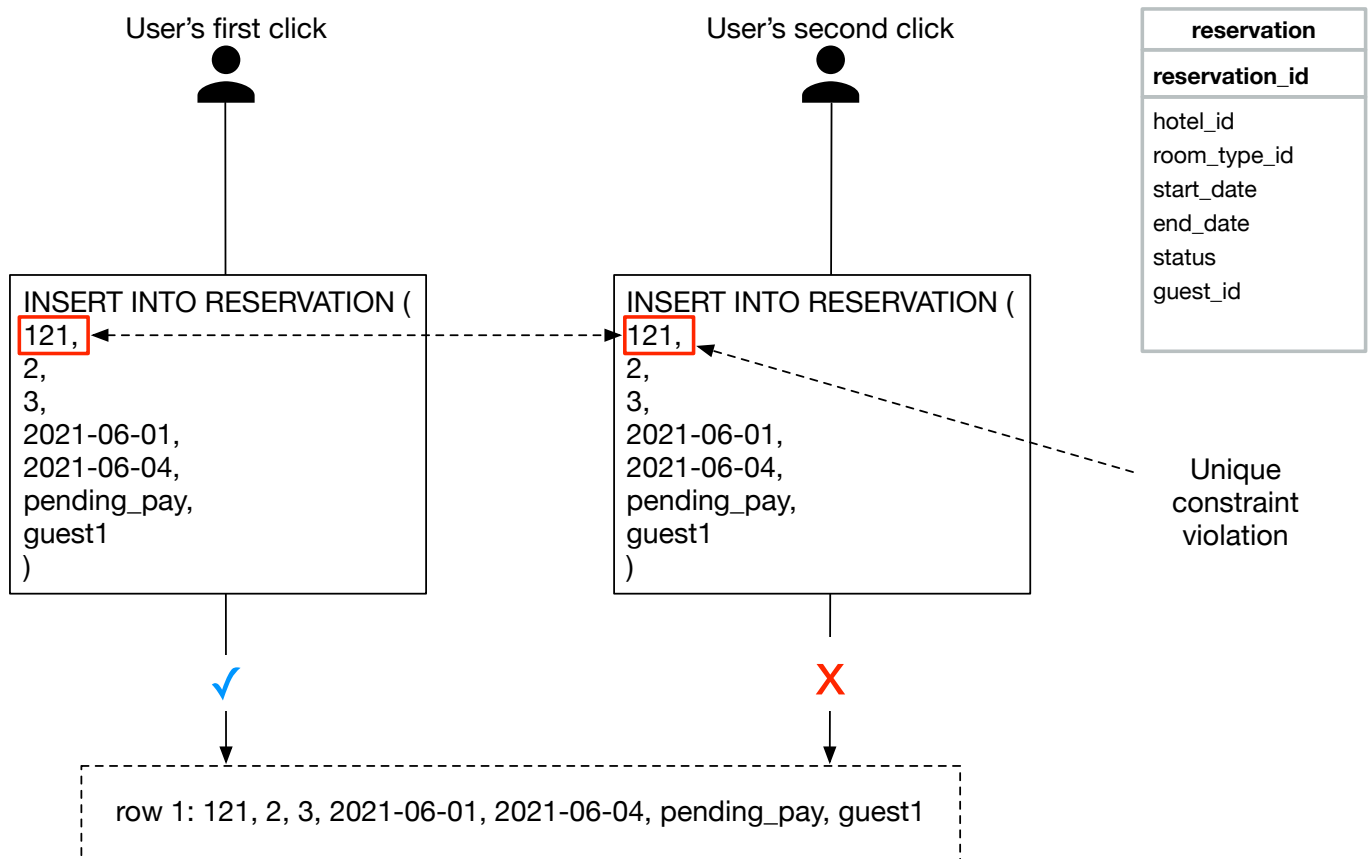 User's first click
User's second click
reservation
reservation_id
hotel_id
room_type_id
start_date
end_date
status
guest_id
INSERT INTO RESERVATION (
121,
2,
3,
2021-06-01,
2021-06-04,
pending_pay,
guest1
)
INSERT INTO RESERVATION (
121,
2,
3,
2021-06-01,
2021-06-04,
pending_pay,
guest1
)
Unique
constraint
violation
✓
X
row 1: 121, 2, 3, 2021-06-01, 2021-06-04, pending_pay, guest1